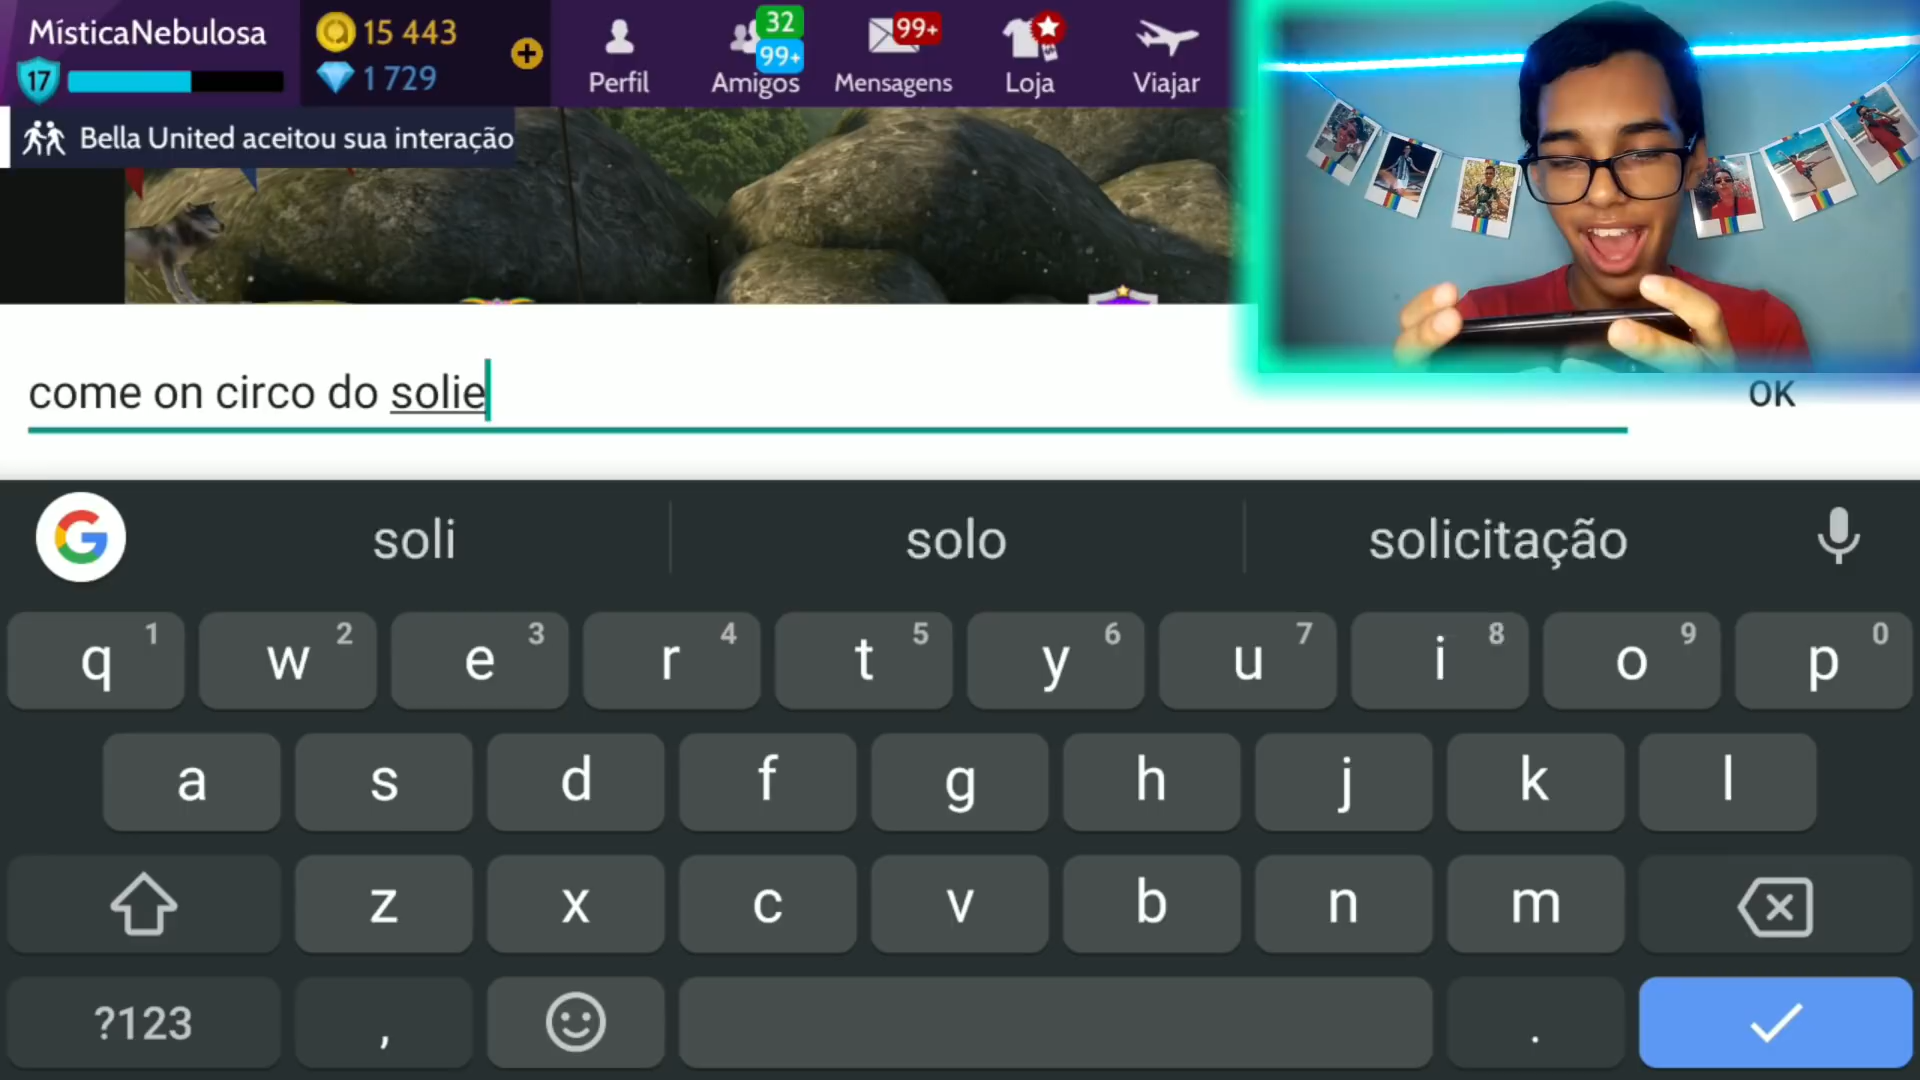 MísticaNebulosa
17
15 443
1 729
32
99+
99+
Perfil
Amigos
Mensagens
Loja
Viajar
Bella United aceitou sua interação
come on circo do solie
OK
soli solo solicitação
q 1 w 2 e 3 r 4 t 5 y 6 u 7 i 8 o 9 p 0
a s d f g h j k l
z x c v b n m
?123 , .